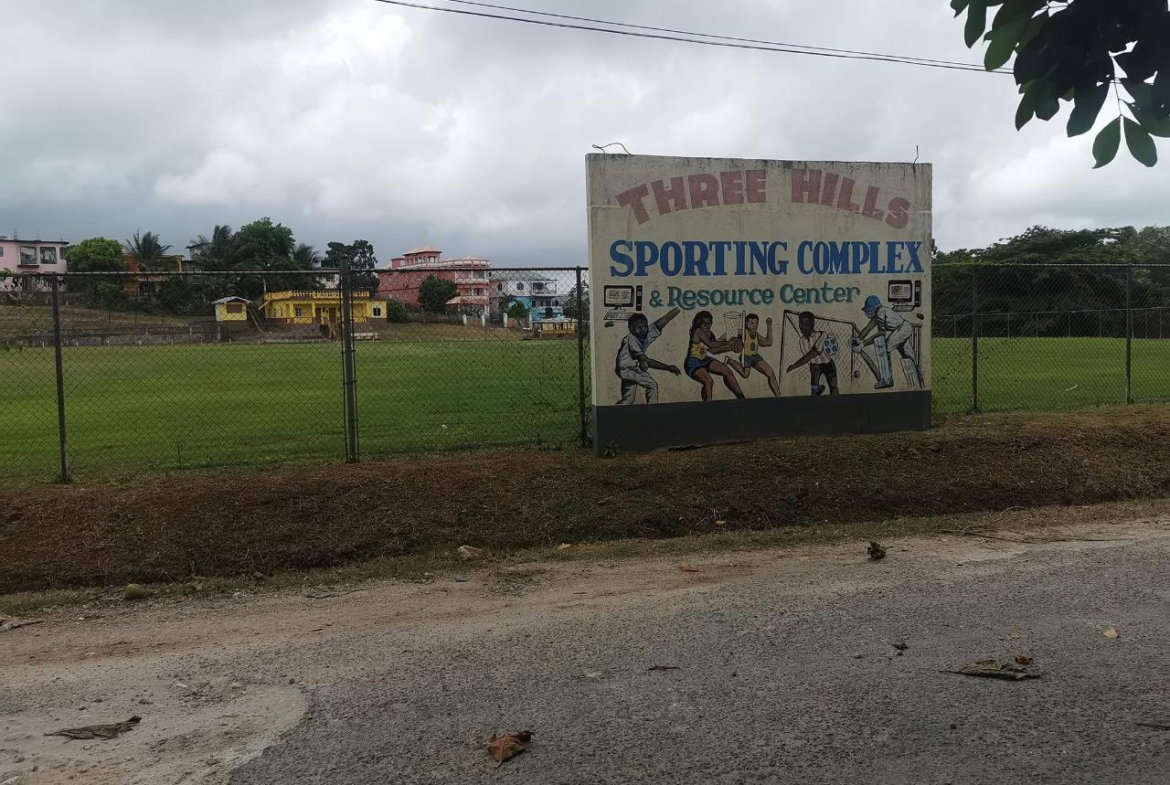 THREE HILLS
SPORTING COMPLEX
& Resource Center